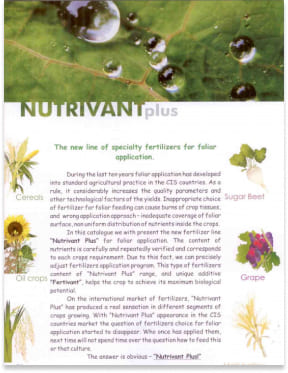 NUTRIVANTplus
The new line of specialty fertilizers for foliar
application.
During the last ten years foliar application has developed
into standard agricultural practice in the CIS countries. As a
rule, it considerably increases the quality parameters and
other technological factors of the yields. Inappropriate choice
of fertilizer for foliar feeding can cause burns of crop tissues,
and wrong application approach – inadequate coverage of foliar
surface, non uniform distribution of nutrients inside the crops.
In this catalogue we with present the new fertilizer line
"Nutrivant Plus" for foliar application. The content of
nutrients is carefully and repeatedly verified and corresponds
to each crops requirement. Due to this fact, we can precisely
adjust fertilizers application program. This type of fertilizers
content of "Nutrivant Plus" range, and unique additive
"Fertivant", helps the crop to achieve its maximum biological
potential.
On the international market of fertilizers, "Nutrivant
Plus" has produced a real sensation in different segments of
crops growing. With "Nutrivant Plus" appearance in the CIS
countries market the question of fertilizers choice for foliar
application started to disappear. Who once has applied them,
next time will not spend time over the question how to feed this
or that culture.
The answer is obvious – "Nutrivant Plus!"
Cereals
Sugar Beet
Oil crops
Grape